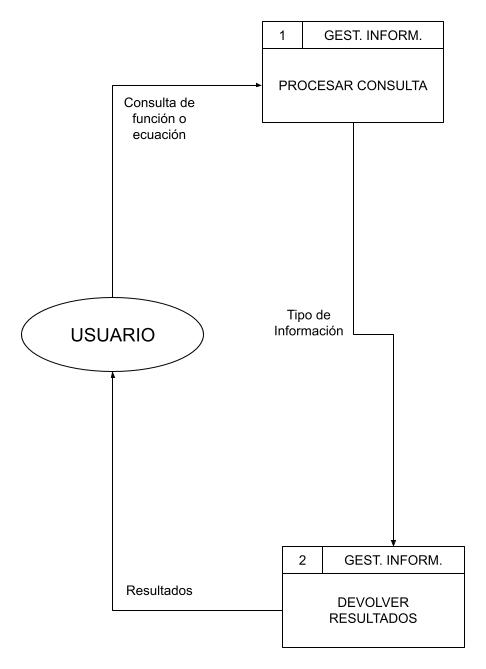 1
GEST. INFORM.
PROCESAR CONSULTA
Consulta de
función o
ecuación
USUARIO
Tipo de
Información
2
GEST. INFORM.
DEVOLVER
RESULTADOS
Resultados